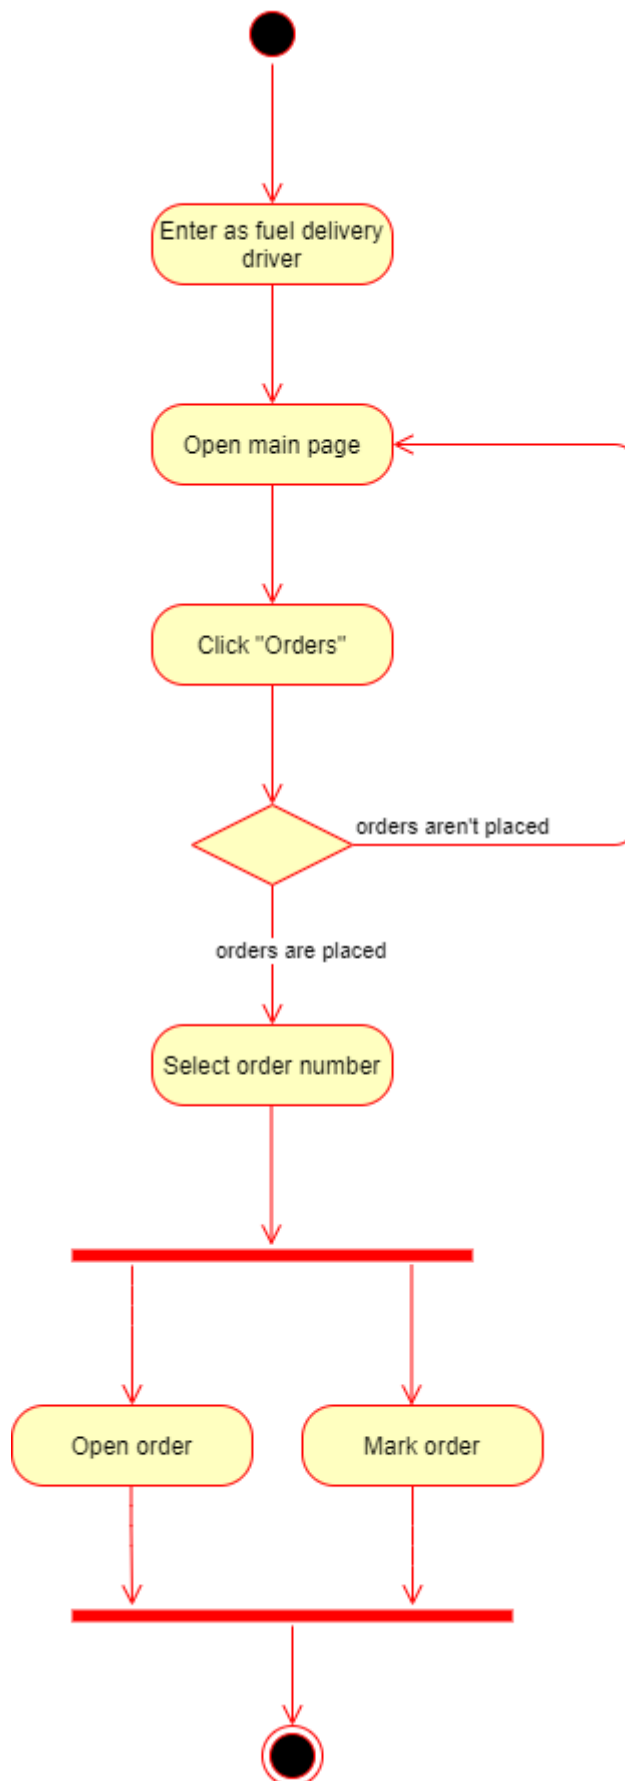 Enter as fuel delivery
driver
Open main page
Click "Orders"
orders aren't placed
orders are placed
Select order number
Open order
Mark order